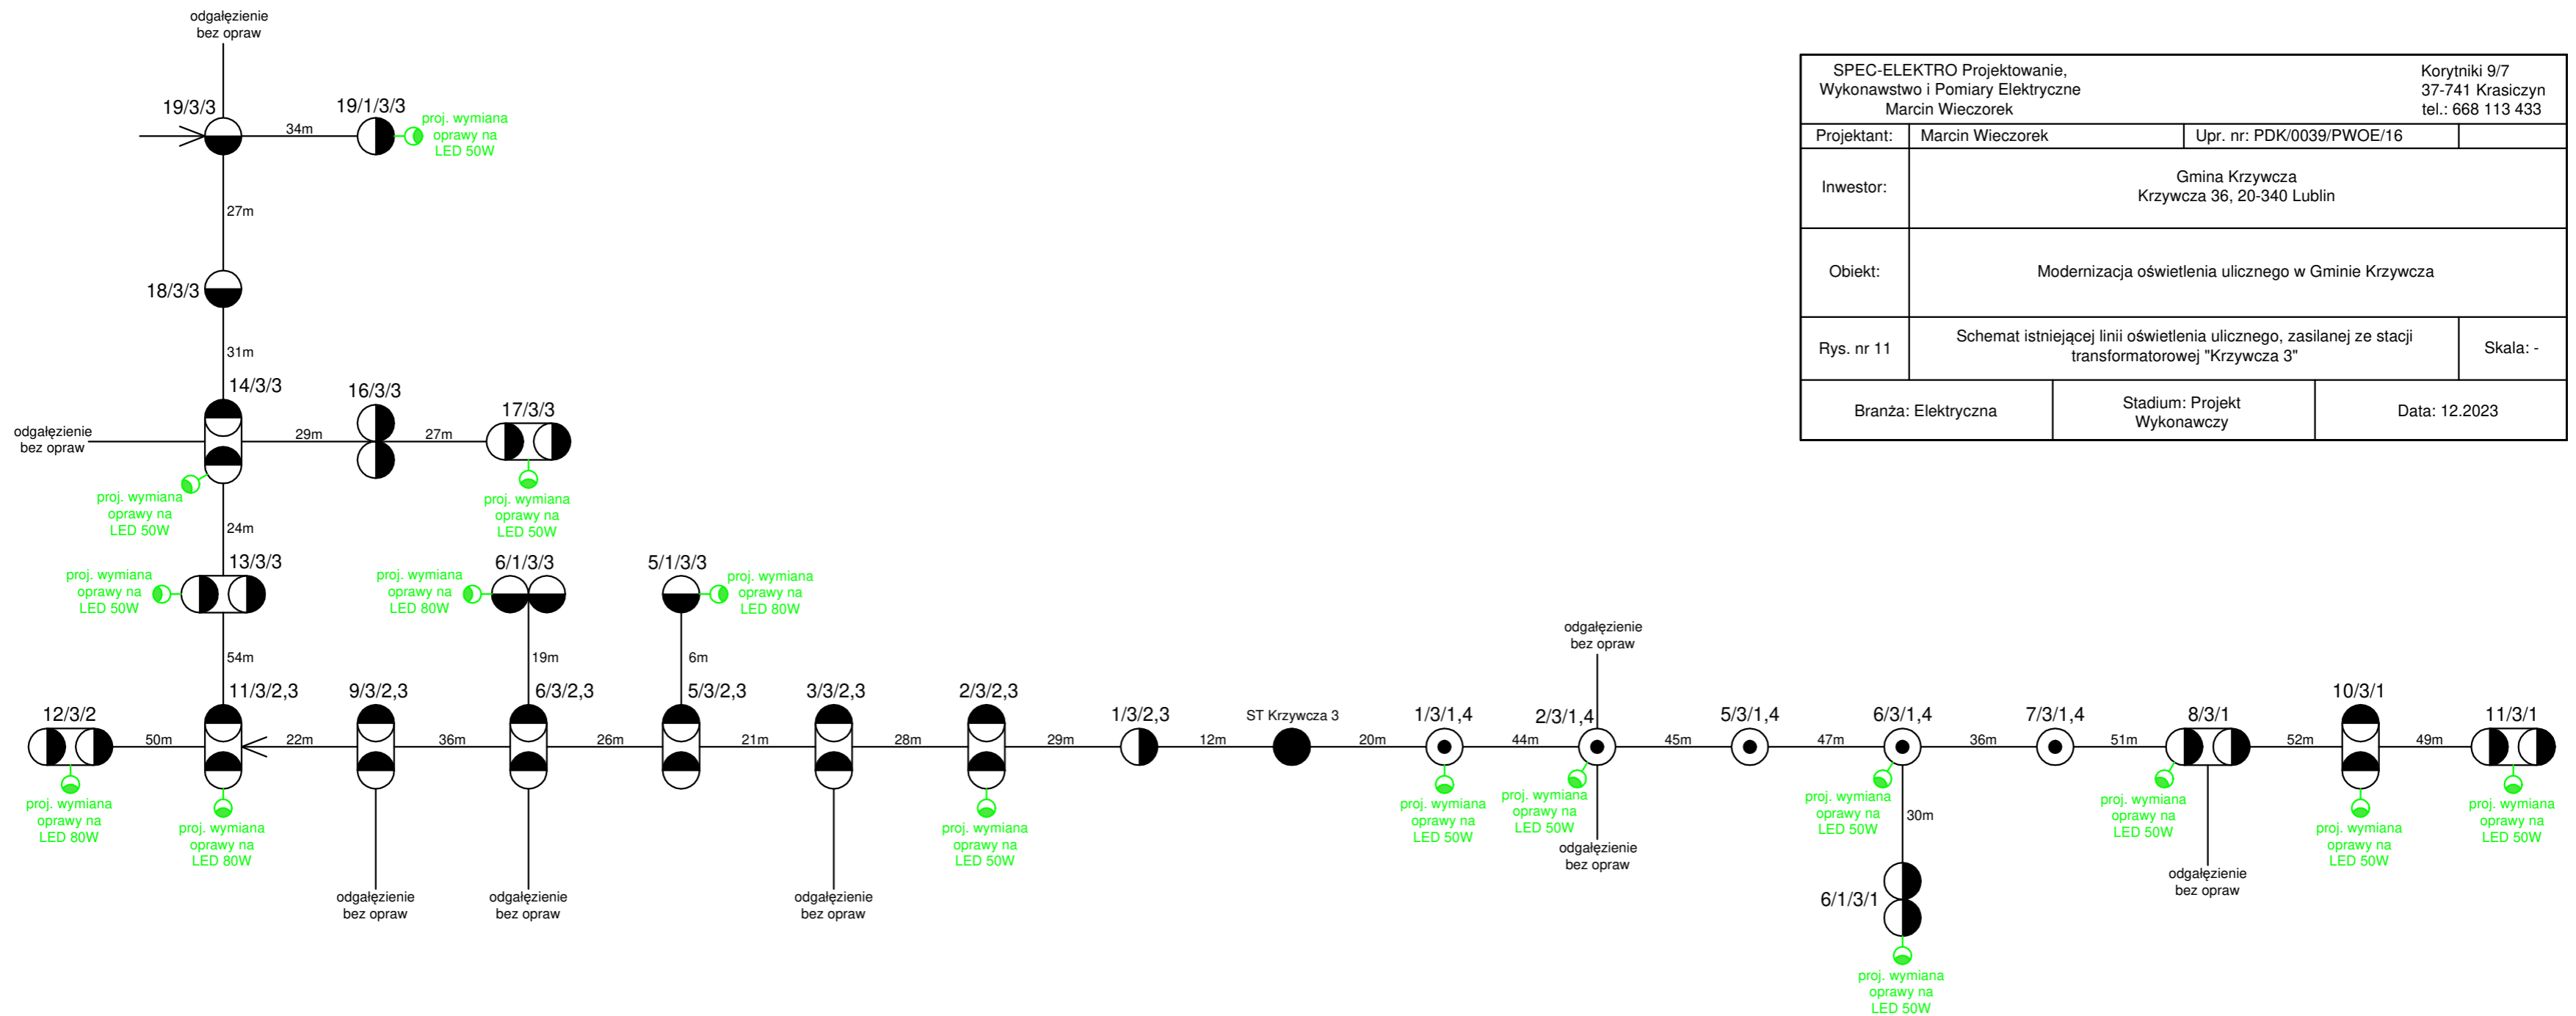 odgałęzienie
bez opraw
19/3/3
34m
19/1/3/3
proj. wymiana
oprawy na
LED 50W
27m
18/3/3
31m
14/3/3
odgałęzienie
bez opraw
29m
16/3/3
27m
17/3/3
proj. wymiana
oprawy na
LED 50W
proj. wymiana
oprawy na
LED 50W
24m
13/3/3
proj. wymiana
oprawy na
LED 50W
6/1/3/3
proj. wymiana
oprawy na
LED 80W
5/1/3/3
proj. wymiana
oprawy na
LED 80W
54m
19m
6m
12/3/2
proj. wymiana
oprawy na
LED 80W
50m
11/3/2,3
proj. wymiana
oprawy na
LED 80W
22m
9/3/2,3
odgałęzienie
bez opraw
36m
6/3/2,3
odgałęzienie
bez opraw
26m
5/3/2,3
21m
3/3/2,3
odgałęzienie
bez opraw
28m
2/3/2,3
proj. wymiana
oprawy na
LED 50W
29m
1/3/2,3
12m
ST Krzywcza 3
20m
1/3/1,4
proj. wymiana
oprawy na
LED 50W
44m
odgałęzienie
bez opraw
2/3/1,4
proj. wymiana
oprawy na
LED 50W
odgałęzienie
bez opraw
45m
5/3/1,4
47m
6/3/1,4
proj. wymiana
oprawy na
LED 50W
30m
6/1/3/1
proj. wymiana
oprawy na
LED 50W
36m
7/3/1,4
51m
8/3/1
proj. wymiana
oprawy na
LED 50W
odgałęzienie
bez opraw
52m
10/3/1
proj. wymiana
oprawy na
LED 50W
49m
11/3/1
proj. wymiana
oprawy na
LED 50W
SPEC-ELEKTRO Projektowanie,
Wykonawstwo i Pomiary Elektryczne
Marcin Wieczorek
Korytniki 9/7
37-741 Krasiczyn
tel.: 668 113 433
Projektant: Marcin Wieczorek Upr. nr: PDK/0039/PWOE/16
Inwestor:
Gmina Krzywcza
Krzywcza 36, 20-340 Lublin
Obiekt: Modernizacja oświetlenia ulicznego w Gminie Krzywcza
Rys. nr 11
Schemat istniejącej linii oświetlenia ulicznego, zasilanej ze stacji
transformatorowej "Krzywcza 3"
Skala: -
Branża: Elektryczna
Stadium: Projekt
Wykonawczy
Data: 12.2023